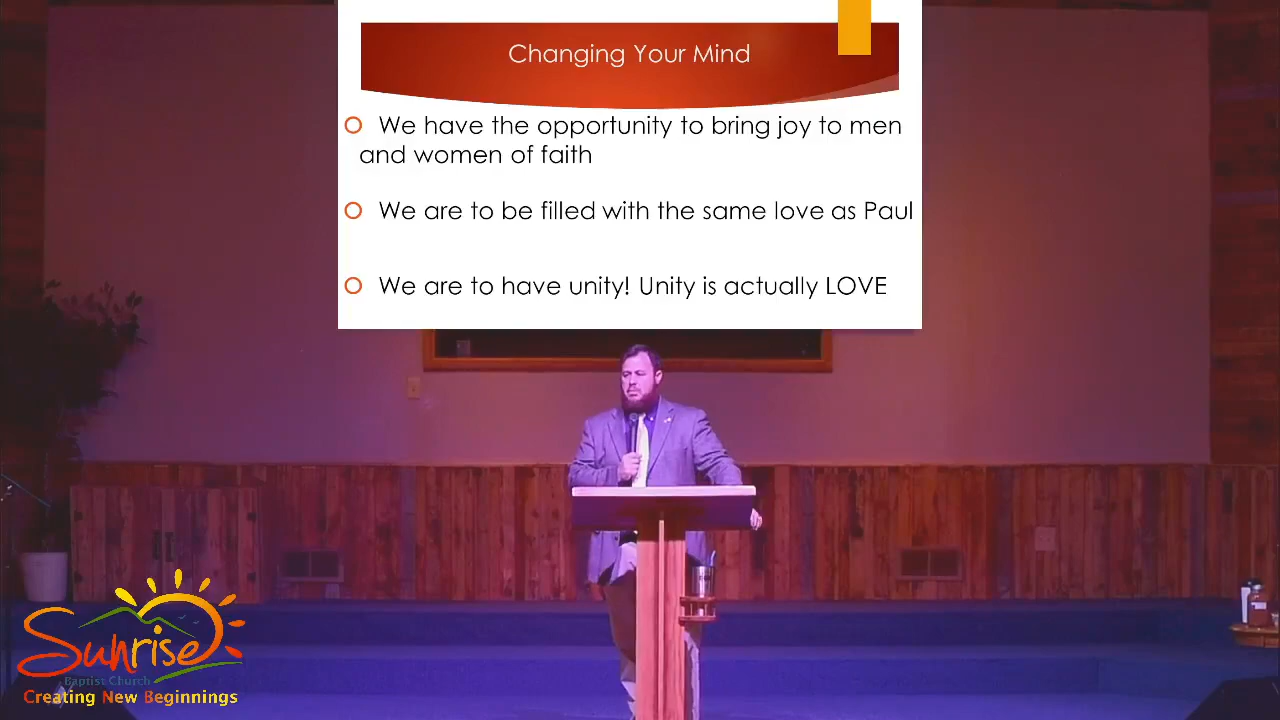 Changing Your Mind
We have the opportunity to bring joy to men
and women of faith
We are to be filled with the same love as Paul
We are to have unity! Unity is actually LOVE
Sunrise
Baptist Church
Creating New Beginnings